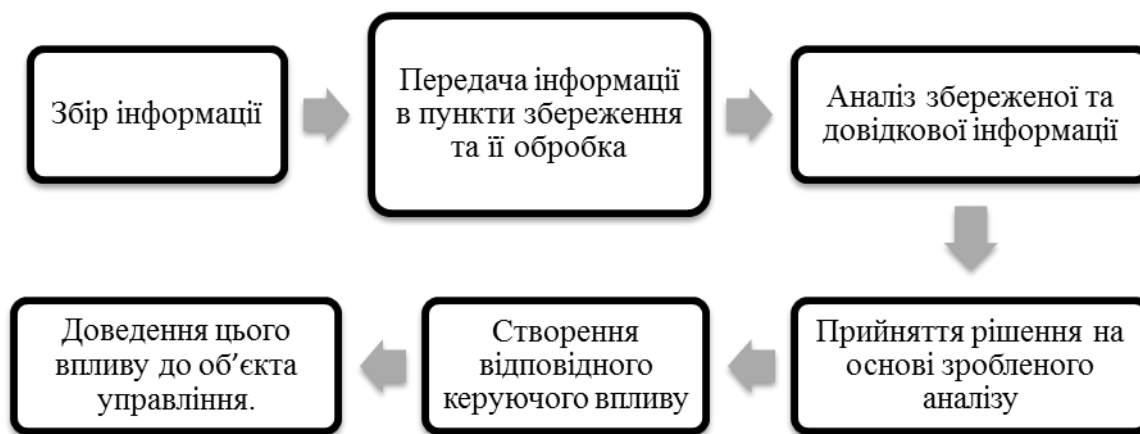 Збір інформації
Передача інформації
в пункти збереження
та її обробка
Аналіз збереженої та
довідкової інформації
Прийняття рішення на
основі зробленого
аналізу
Створення
відповідного
керуючого впливу
Доведення цього
впливу до об’єкта
управління.